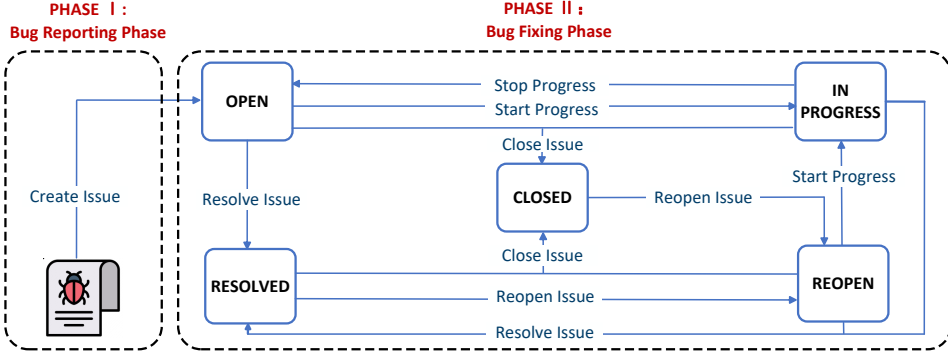 PHASE Ⅰ:
Bug Reporting Phase
PHASE Ⅱ:
Bug Fixing Phase
OPEN
Stop Progress
Start Progress
IN
PROGRESS
Close Issue
Create Issue
Resolve Issue
CLOSED
Reopen Issue
Start Progress
Close Issue
RESOLVED
Reopen Issue
REOPEN
Resolve Issue